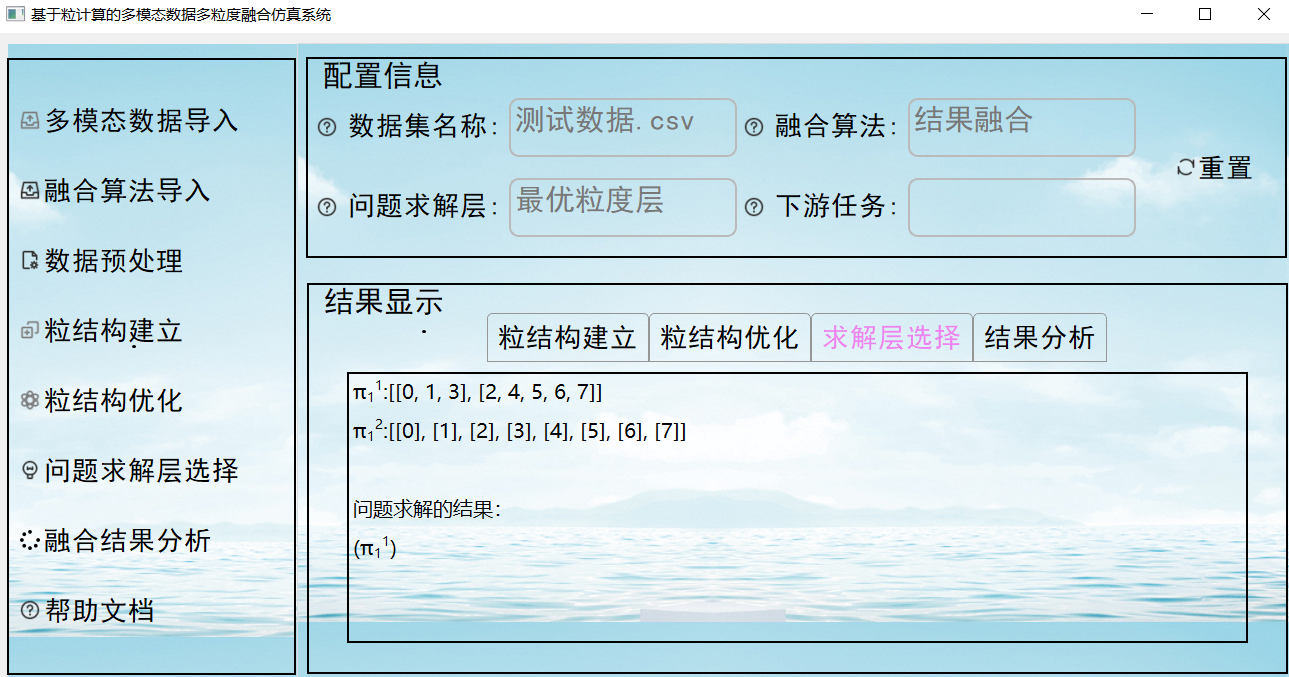 基于粒计算的多模态数据多粒度融合仿真系统
多模态数据导入
融合算法导入
数据预处理
粒结构建立
粒结构优化
问题求解层选择
融合结果分析
帮助文档
配置信息
数据集名称: 测试数据.csv 融合算法: 结果融合
重置
问题求解层: 最优粒度层 下游任务:
结果显示
粒结构建立 粒结构优化 求解层选择 结果分析
π₁¹:[[0, 1, 3], [2, 4, 5, 6, 7]]
π₁²:[[0], [1], [2], [3], [4], [5], [6], [7]]
问题求解的结果:
(π₁¹)